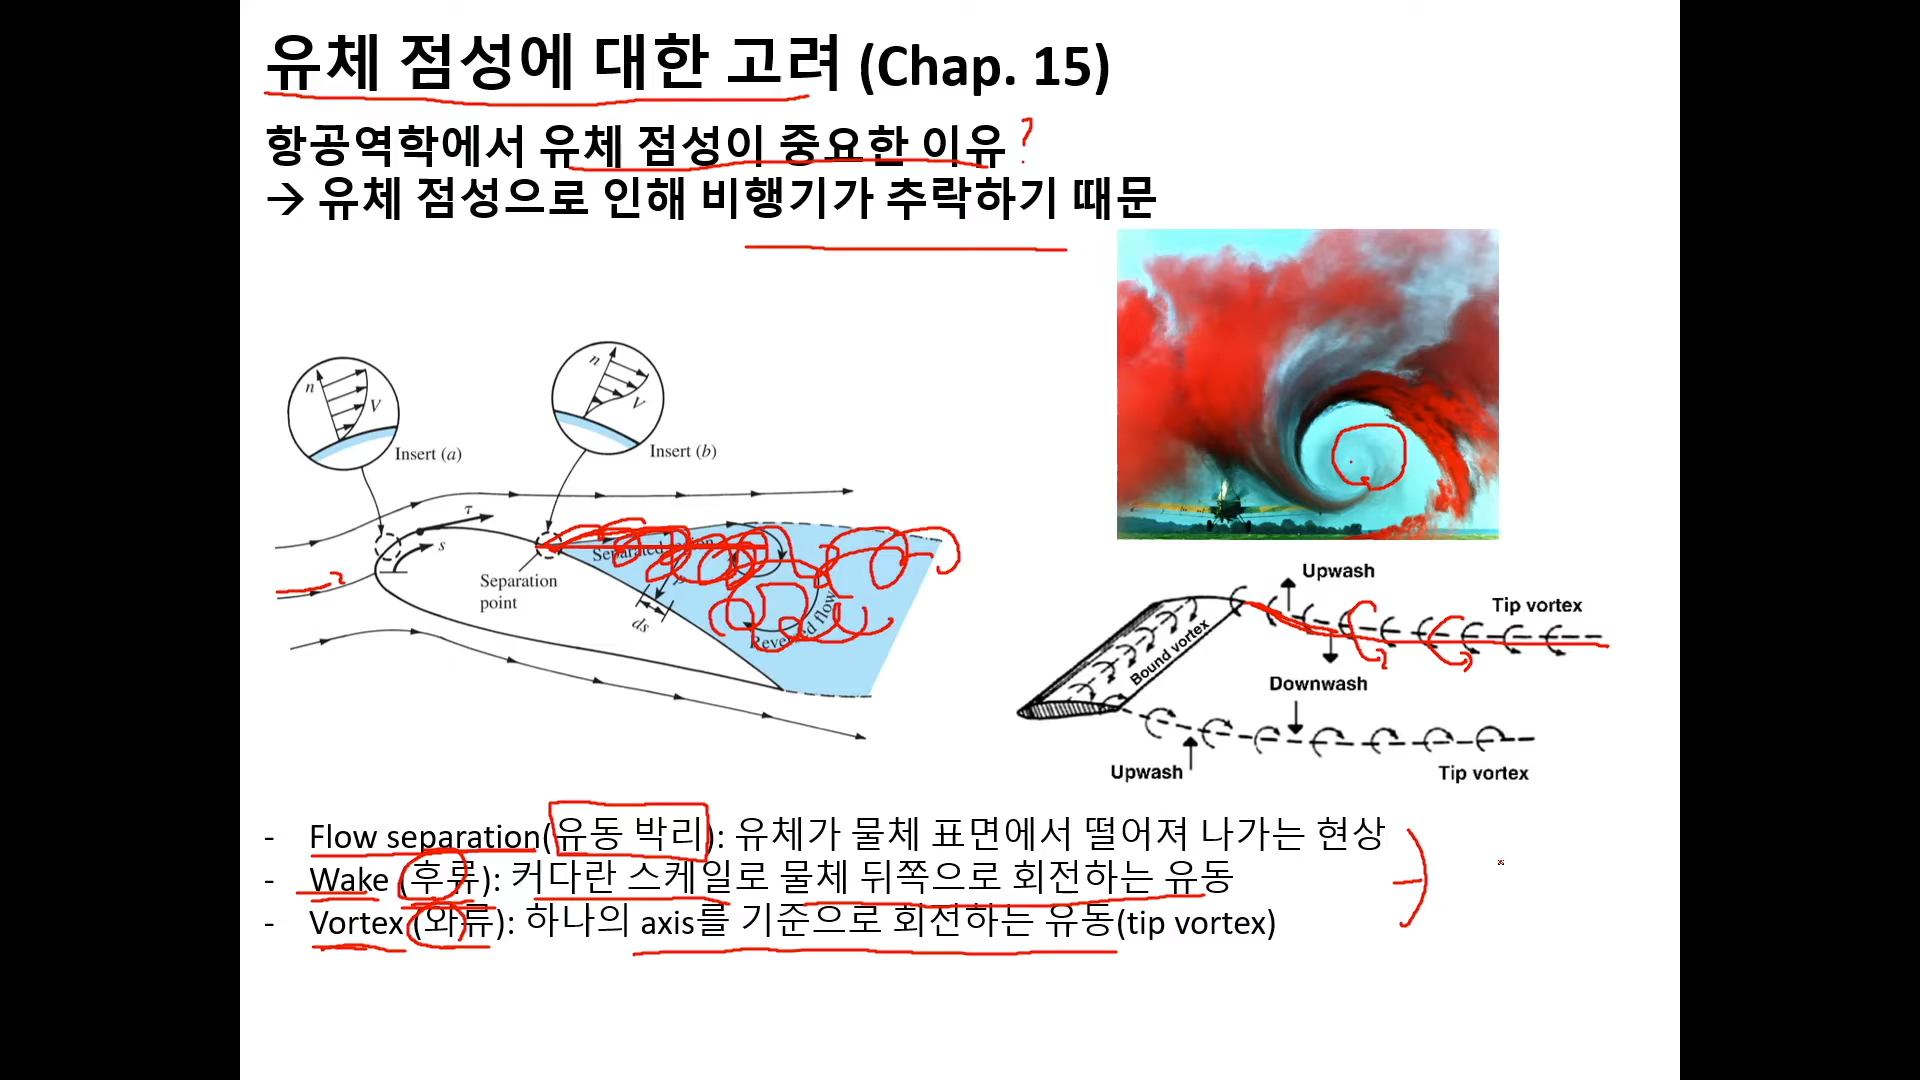 유체 점성에 대한 고려 (Chap. 15)
항공역학에서 유체 점성이 중요한 이유 ?
→ 유체 점성으로 인해 비행기가 추락하기 때문
n
V
Insert (a)
n
V
Insert (b)
τ
s
Separation
point
Separated region
ds
Reversed flow
Upwash
Tip vortex
Bound vortex
Downwash
Upwash
Tip vortex
- Flow separation(유동 박리): 유체가 물체 표면에서 떨어져 나가는 현상
- Wake (후류): 커다란 스케일로 물체 뒤쪽으로 회전하는 유동
- Vortex (와류): 하나의 axis를 기준으로 회전하는 유동(tip vortex)